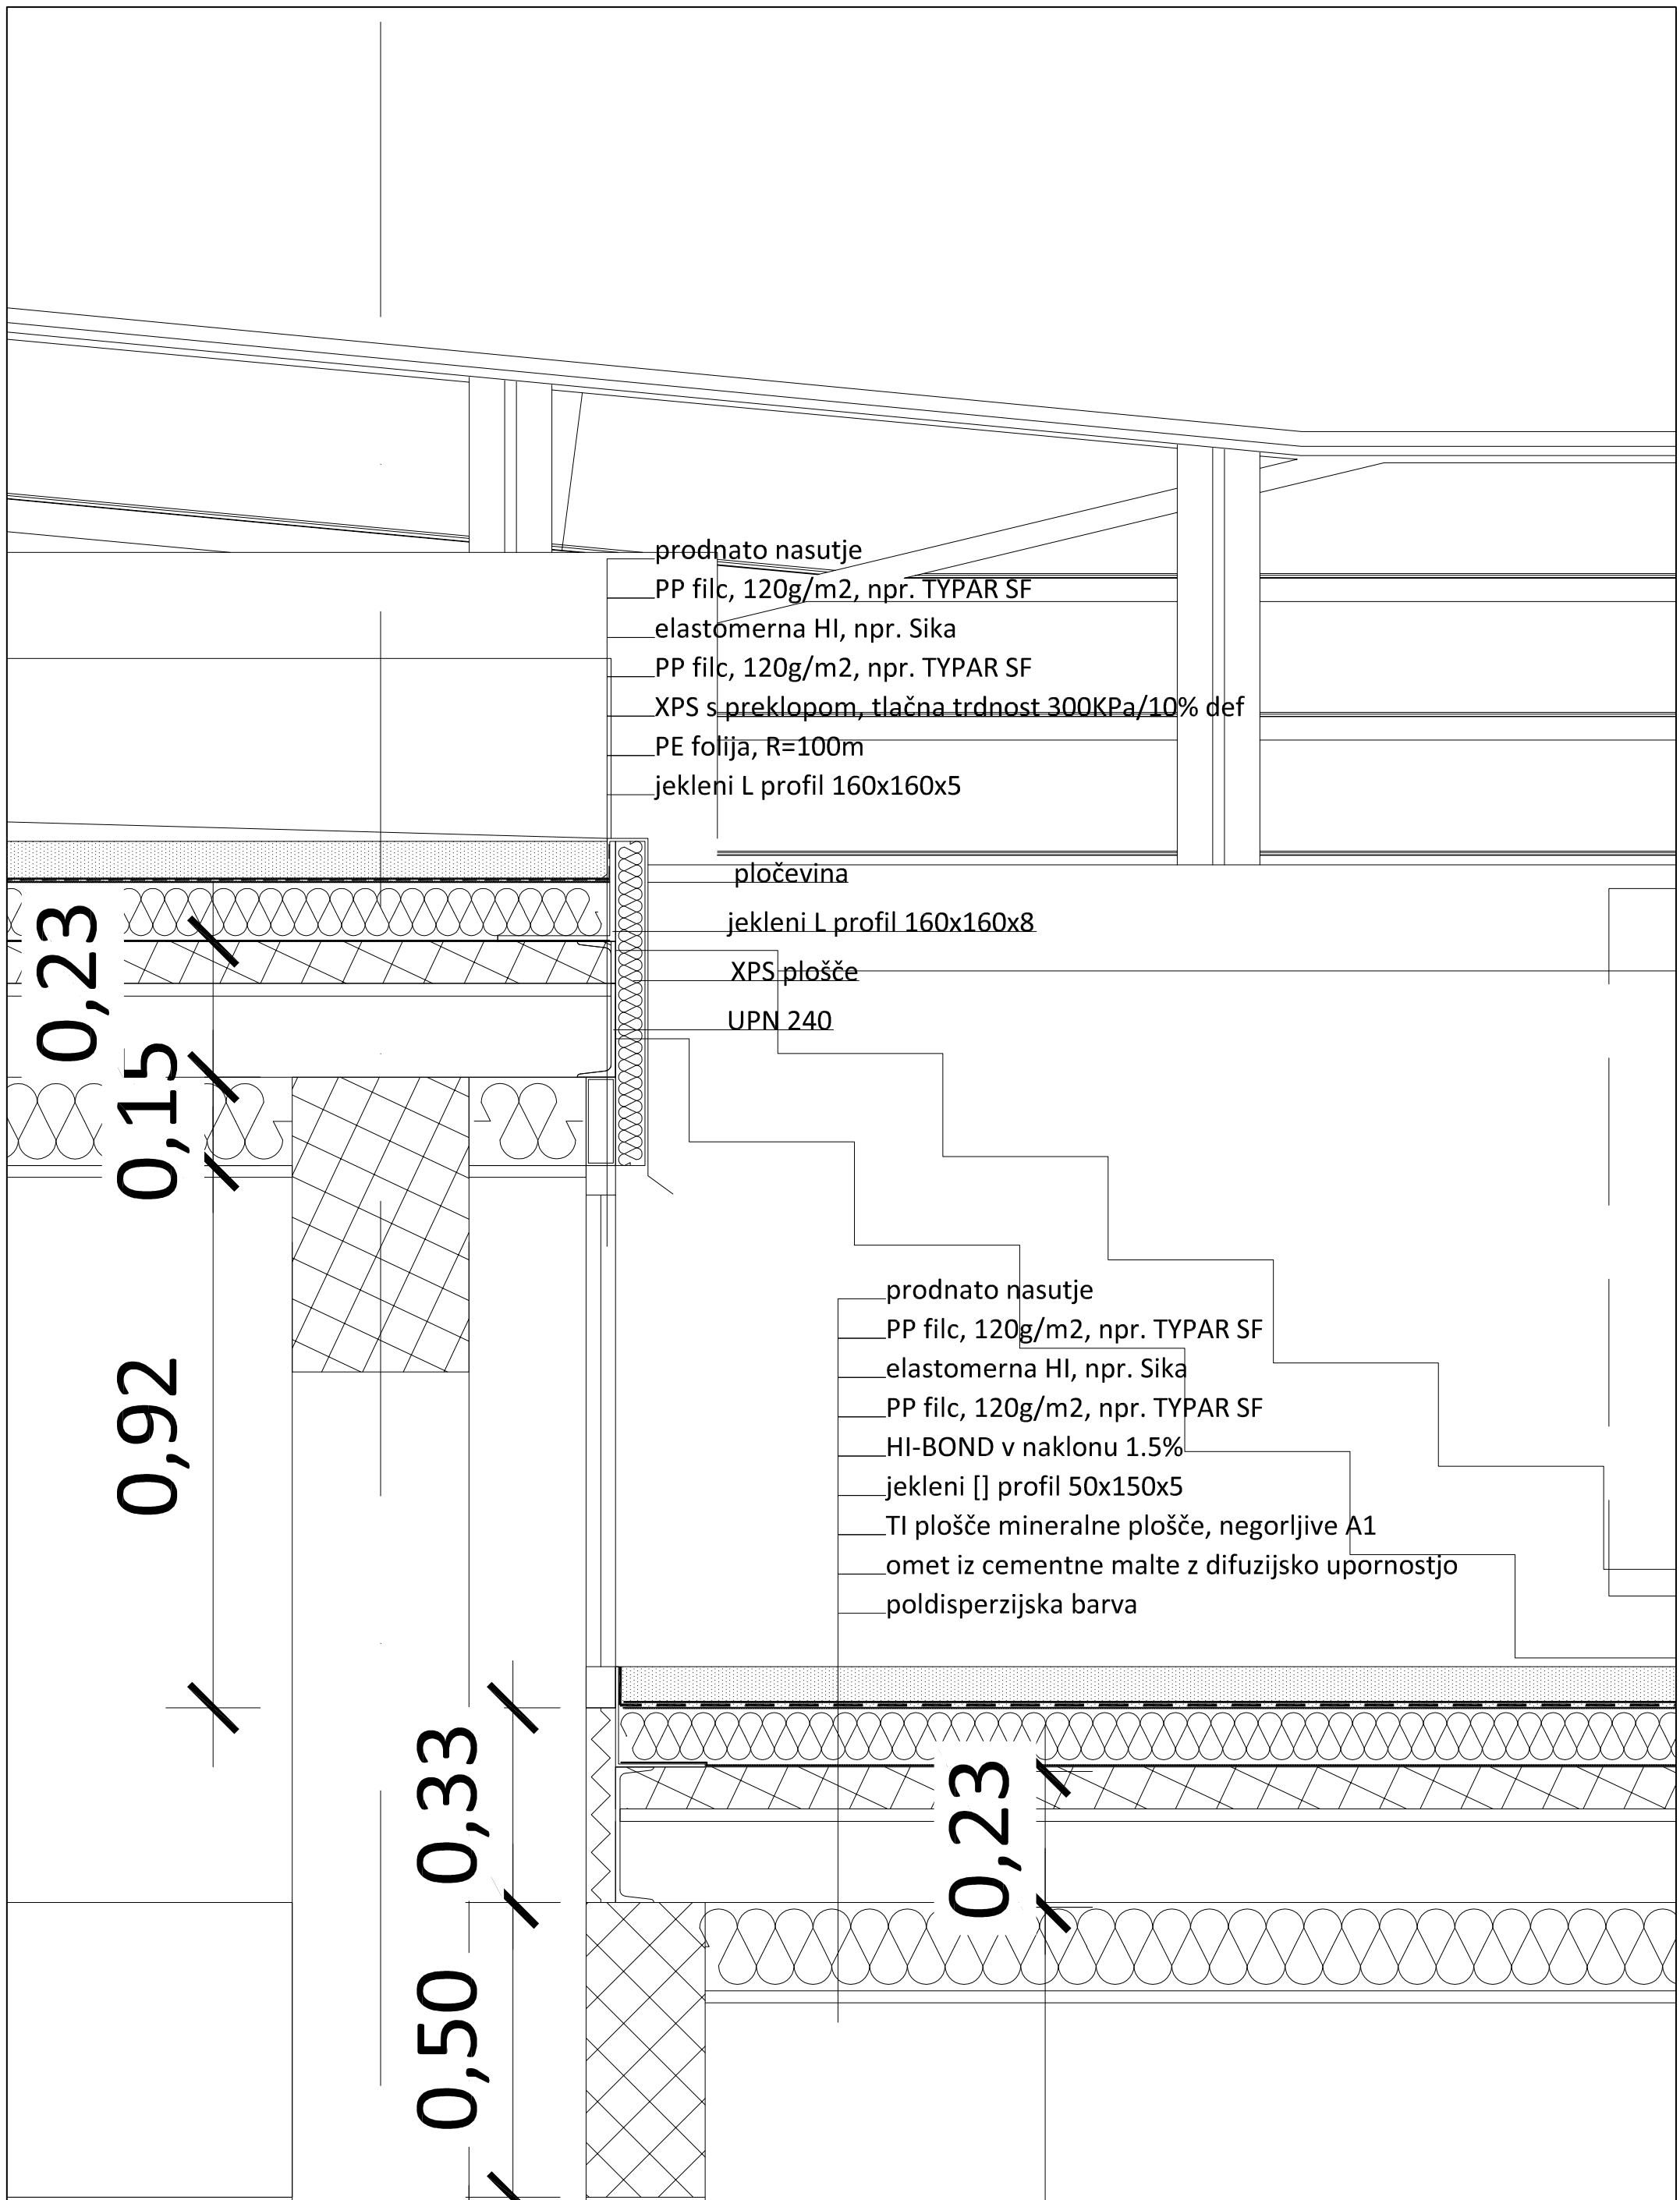 prodnato nasutje
PP filc, 120g/m2, npr. TYPAR SF
elastomerna HI, npr. Sika
PP filc, 120g/m2, npr. TYPAR SF
XPS s preklopom, tlačna trdnost 300KPa/10% def
PE folija, R=100m
jekleni L profil 160x160x5
pločevina
jekleni L profil 160x160x8
XPS plošče
UPN 240
0,23
0,15
0,92
prodnato nasutje
PP filc, 120g/m2, npr. TYPAR SF
elastomerna HI, npr. Sika
PP filc, 120g/m2, npr. TYPAR SF
HI-BOND v naklonu 1.5%
jekleni [] profil 50x150x5
TI plošče mineralne plošče, negorljive A1
omet iz cementne malte z difuzijsko upornostjo
poldisperzijska barva
0,33
0,23
0,50